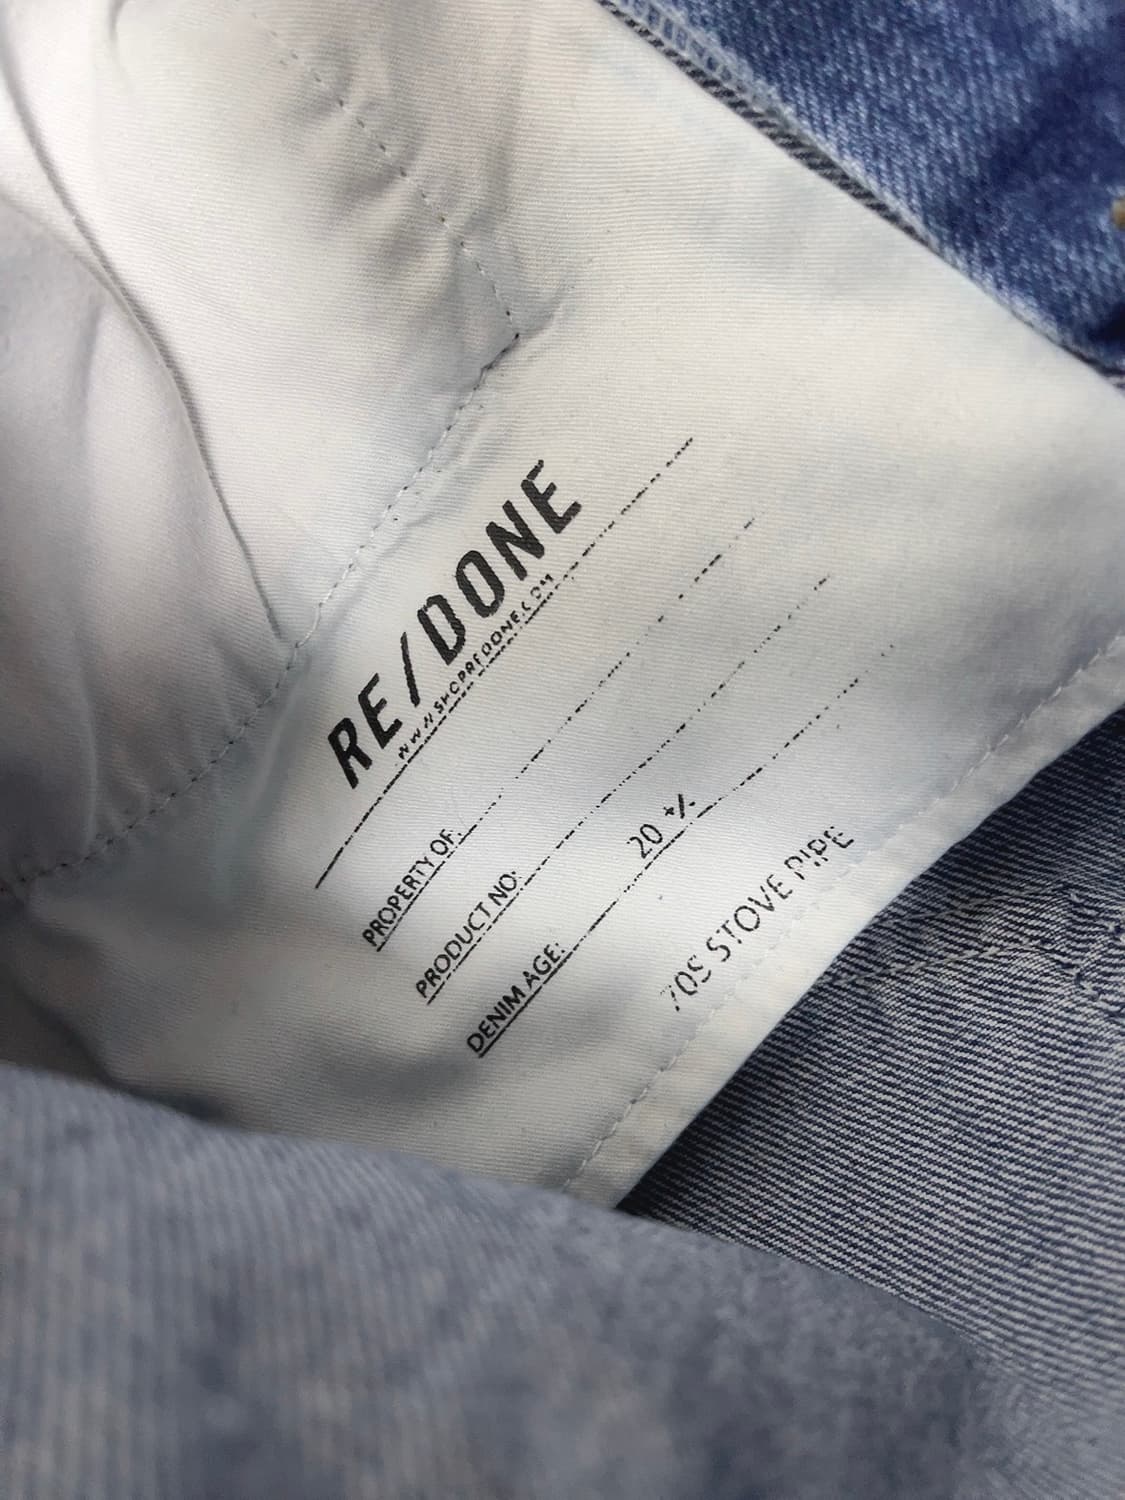 RE/DONE
WWW.SHOPREDONE.COM
PROPERTY OF:
PRODUCT NO:
DENIM AGE: 20 +/-
70S STOVE PIPE